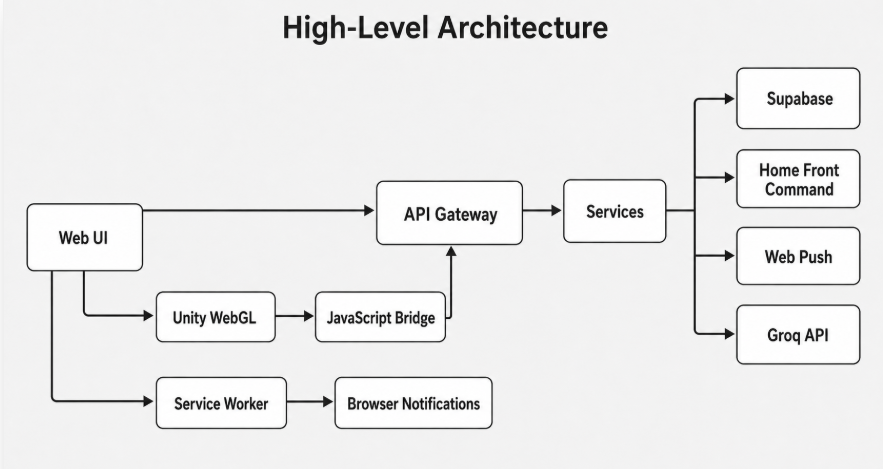 High-Level Architecture
Supabase
Home Front
Command
API Gateway
Services
Web UI
Web Push
Unity WebGL
JavaScript Bridge
Groq API
Service Worker
Browser Notifications